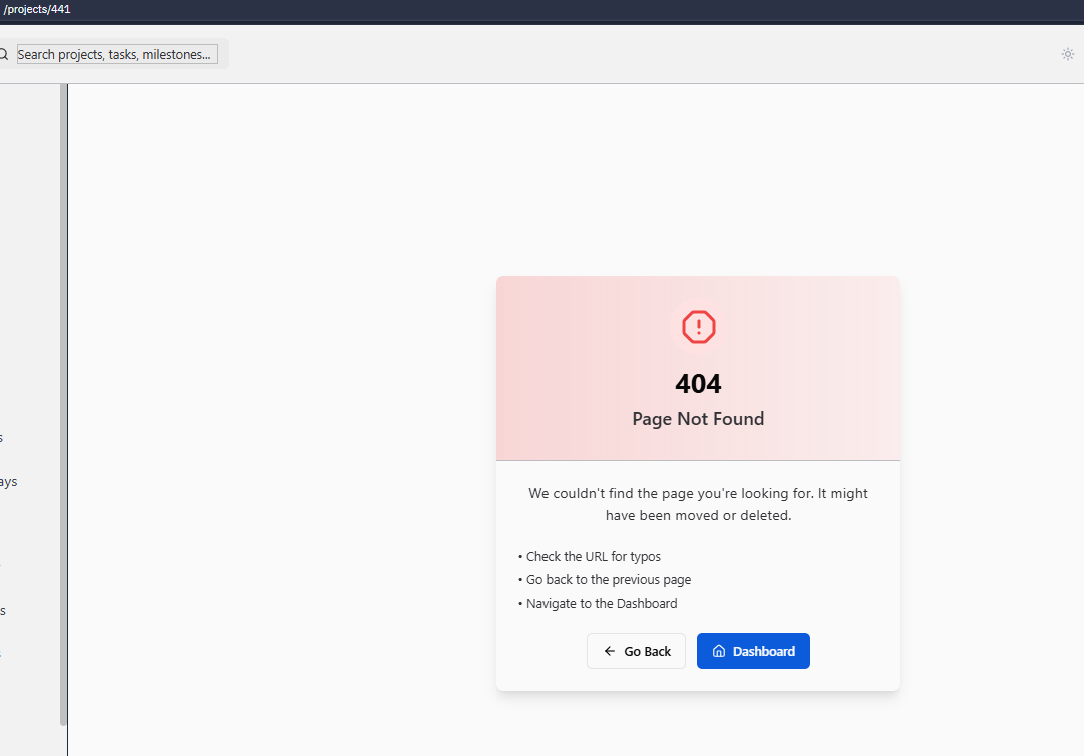 /projects/441
Search projects, tasks, milestones...
404
Page Not Found
s
ays
We couldn't find the page you're looking for. It might
have been moved or deleted.
• Check the URL for typos
• Go back to the previous page
• Navigate to the Dashboard
s
Go Back
Dashboard